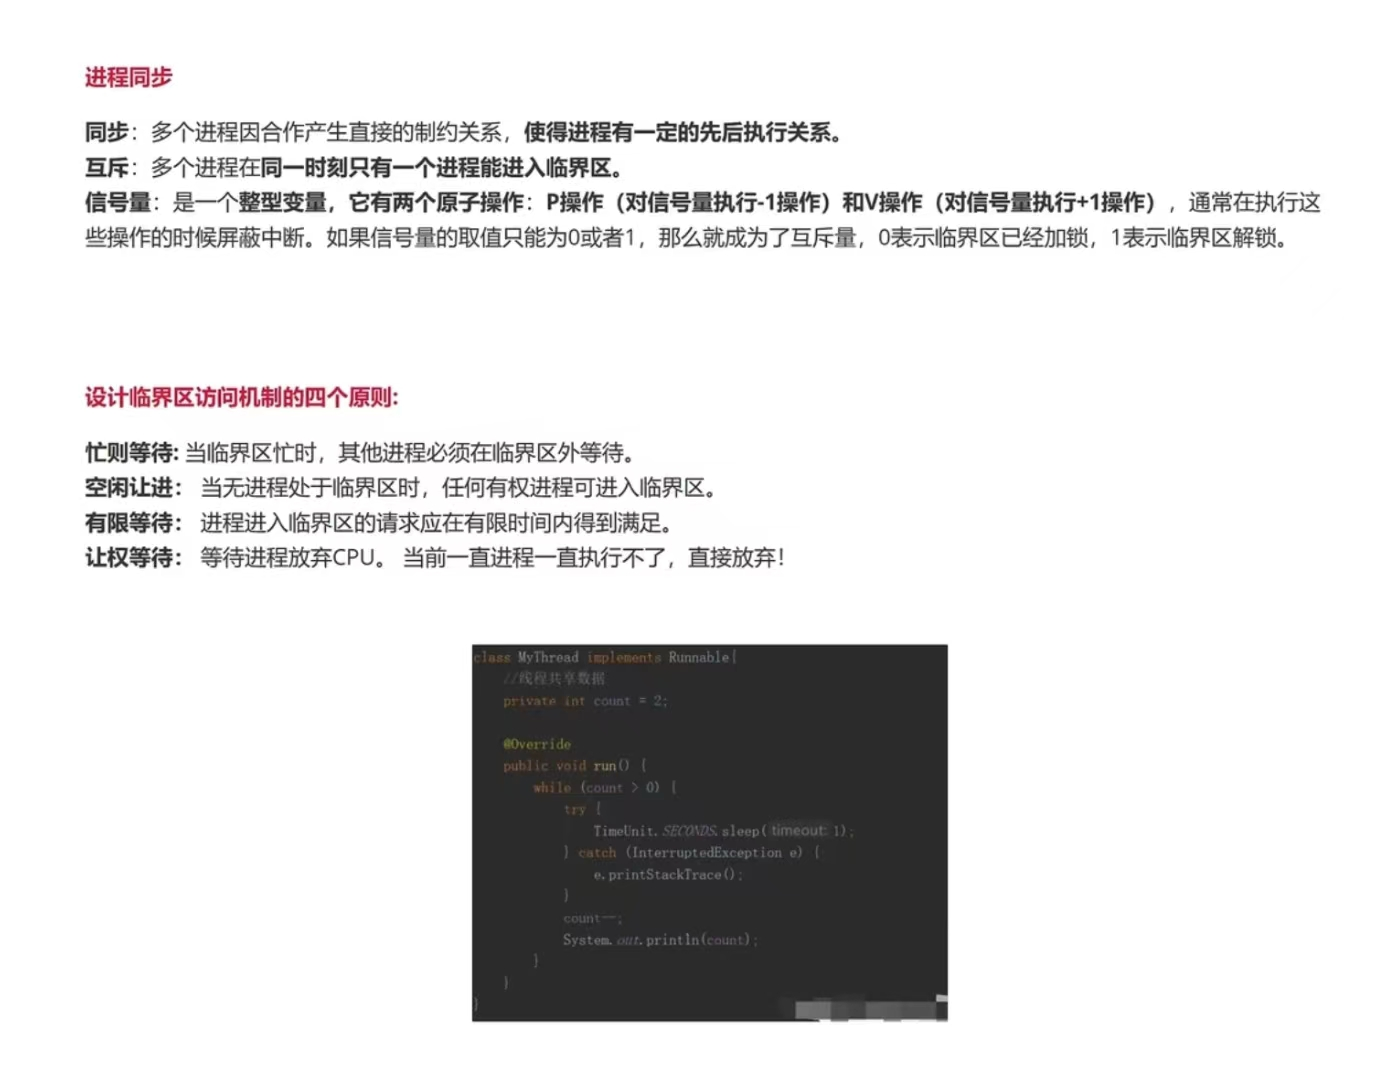 进程同步
同步：多个进程因合作产生直接的制约关系，使得进程有一定的先后执行关系。
互斥：多个进程在同一时刻只有一个进程能进入临界区。
信号量：是一个整型变量，它有两个原子操作：P操作（对信号量执行-1操作）和V操作（对信号量执行+1操作），通常在执行这
些操作的时候屏蔽中断。如果信号量的取值只能为0或者1，那么就成为了互斥量，0表示临界区已经加锁，1表示临界区解锁。
设计临界区访问机制的四个原则:
忙则等待: 当临界区忙时，其他进程必须在临界区外等待。
空闲让进： 当无进程处于临界区时，任何有权进程可进入临界区。
有限等待： 进程进入临界区的请求应在有限时间内得到满足。
让权等待： 等待进程放弃CPU。 当前一直进程一直执行不了，直接放弃！
class MyThread implements Runnable{
//线程共享数据
private int count = 2;
@Override
public void run() {
while (count > 0) {
try {
TimeUnit.SECONDS.sleep( timeout: 1);
} catch (InterruptedException e) {
e.printStackTrace();
}
count--;
System.out.println(count);
}
}
}